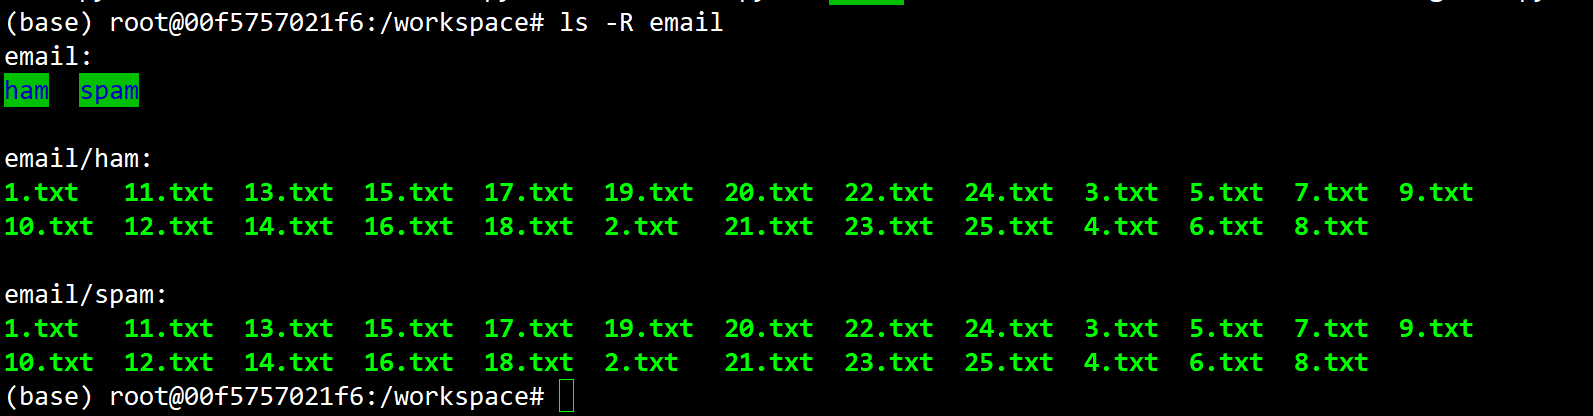 (base) root@00f5757021f6:/workspace# ls -R email
email:
ham  spam
email/ham:
1.txt   11.txt  13.txt  15.txt  17.txt  19.txt  20.txt  22.txt  24.txt  3.txt  5.txt  7.txt  9.txt
10.txt  12.txt  14.txt  16.txt  18.txt  2.txt   21.txt  23.txt  25.txt  4.txt  6.txt  8.txt
email/spam:
1.txt   11.txt  13.txt  15.txt  17.txt  19.txt  20.txt  22.txt  24.txt  3.txt  5.txt  7.txt  9.txt
10.txt  12.txt  14.txt  16.txt  18.txt  2.txt   21.txt  23.txt  25.txt  4.txt  6.txt  8.txt
(base) root@00f5757021f6:/workspace#